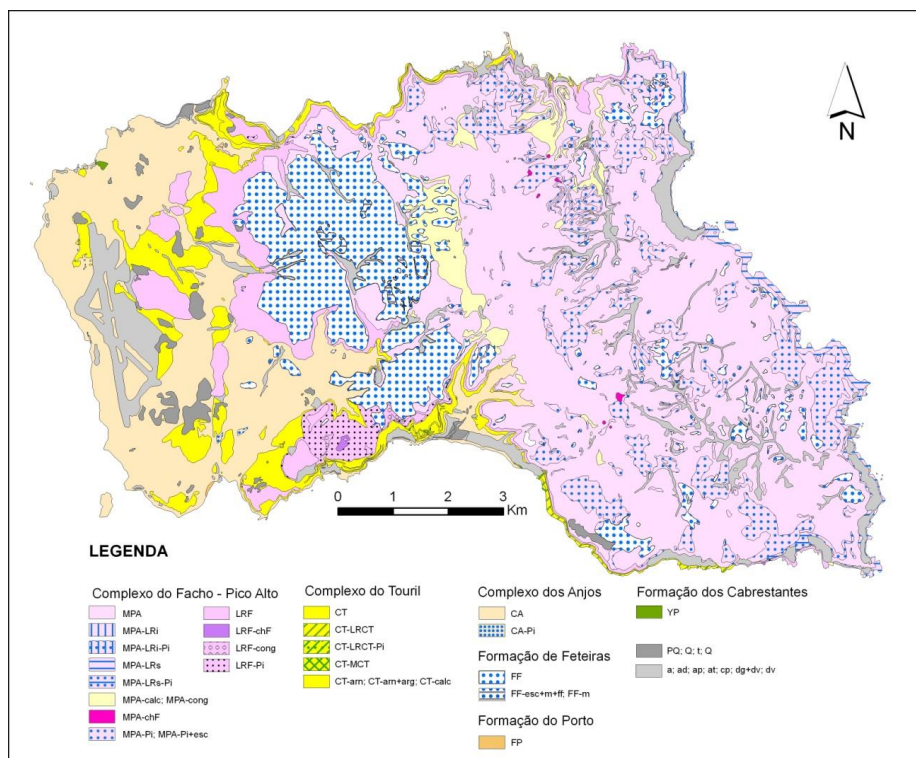 N
0 1 2 3
Km
LEGENDA
Complexo do Facho - Pico Alto
MPA
MPA-LRi
MPA-LRi-Pi
MPA-LRs
MPA-LRs-Pi
MPA-calc; MPA-cong
MPA-chF
MPA-Pi; MPA-Pi+esc
LRF
LRF-chF
LRF-cong
LRF-Pi
Complexo do Touril
CT
CT-LRCT
CT-LRCT-Pi
CT-MCT
CT-arn; CT-arn+arg; CT-calc
Complexo dos Anjos
CA
CA-Pi
Formação de Feteiras
FF
FF-esc+m+ff; FF-m
Formação do Porto
FP
Formação dos Cabrestantes
YP
PQ; Q; t; Q
a; ad; ap; at; cp; dg+dv; dv